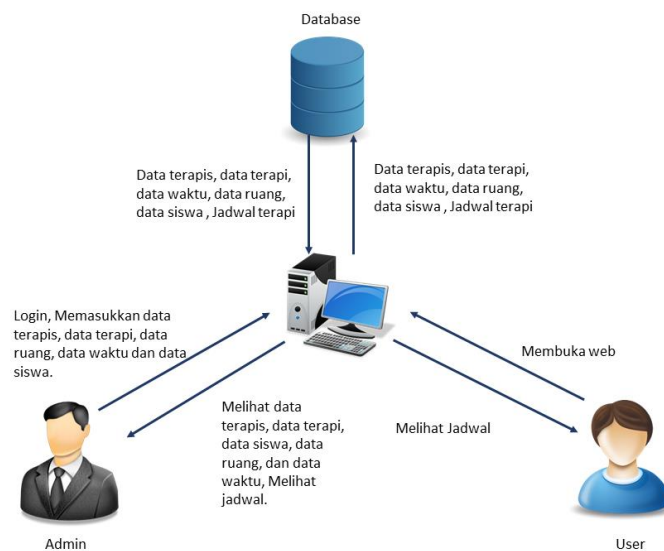 Database
Data terapis, data terapi,
data waktu, data ruang,
data siswa , Jadwal terapi
Data terapis, data terapi,
data waktu, data ruang,
data siswa , Jadwal terapi
Login, Memasukkan data
terapis, data terapi, data
ruang, data waktu dan data
siswa.
Membuka web
Melihat data
terapis, data terapi,
data siswa, data
ruang, dan data
waktu, Melihat
jadwal.
Melihat Jadwal
Admin
User